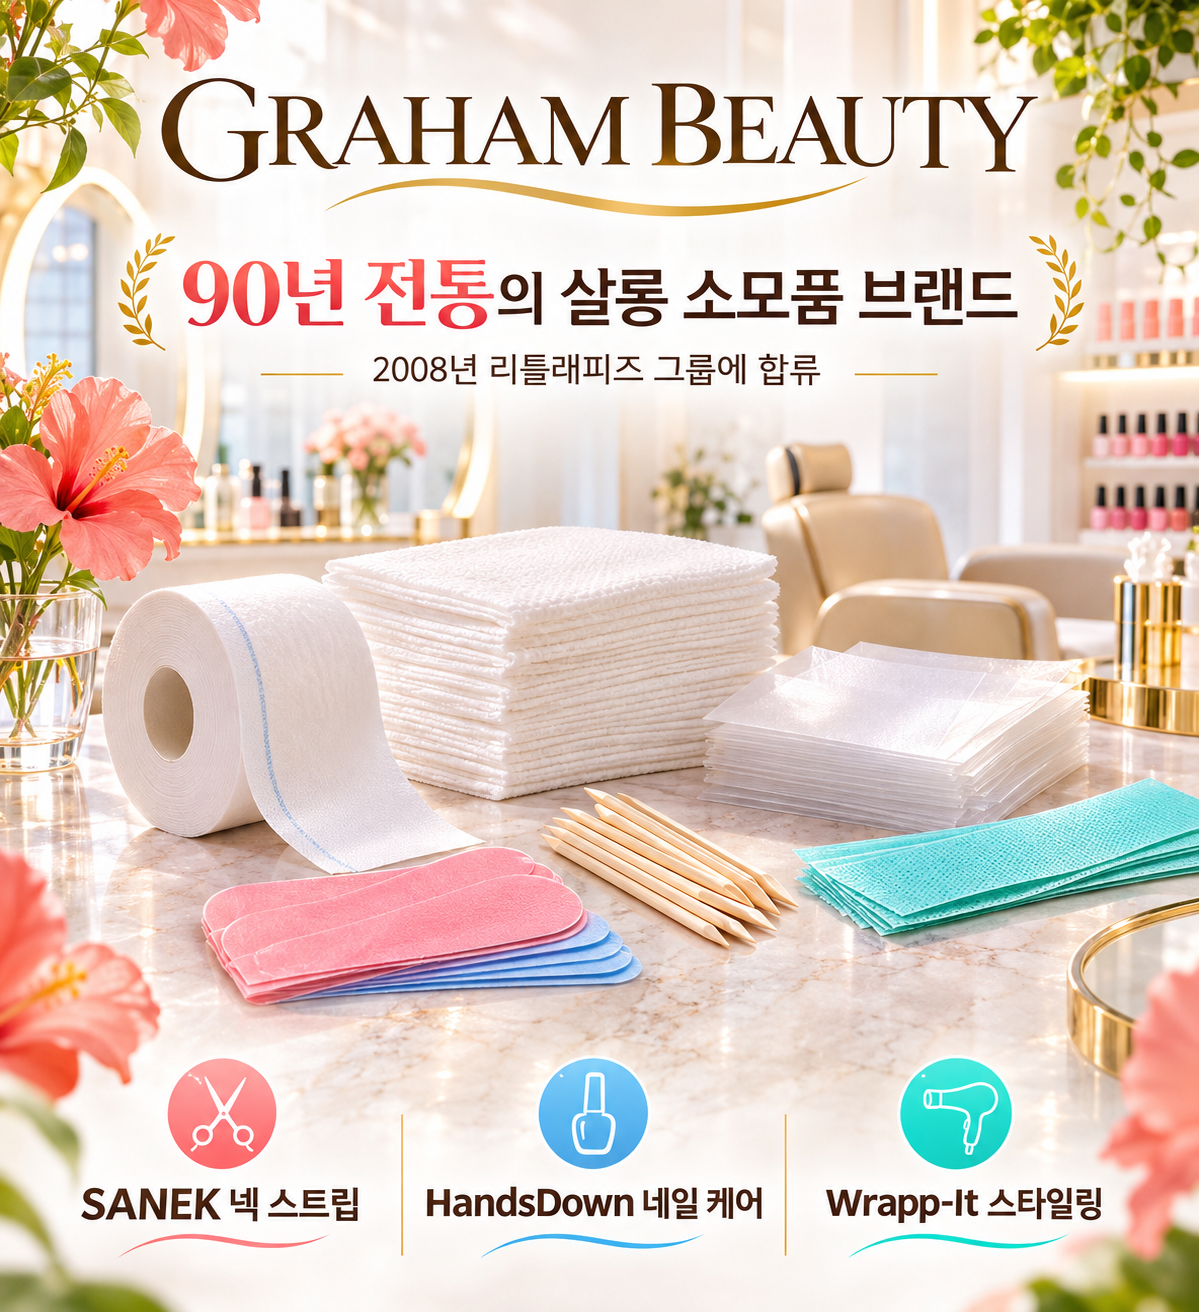 GRAHAM BEAUTY
90년 전통의 살롱 소모품 브랜드
2008년 리틀래피즈 그룹에 합류
SANEK 넥 스트립
HandsDown 네일 케어
Wrapp-It 스타일링